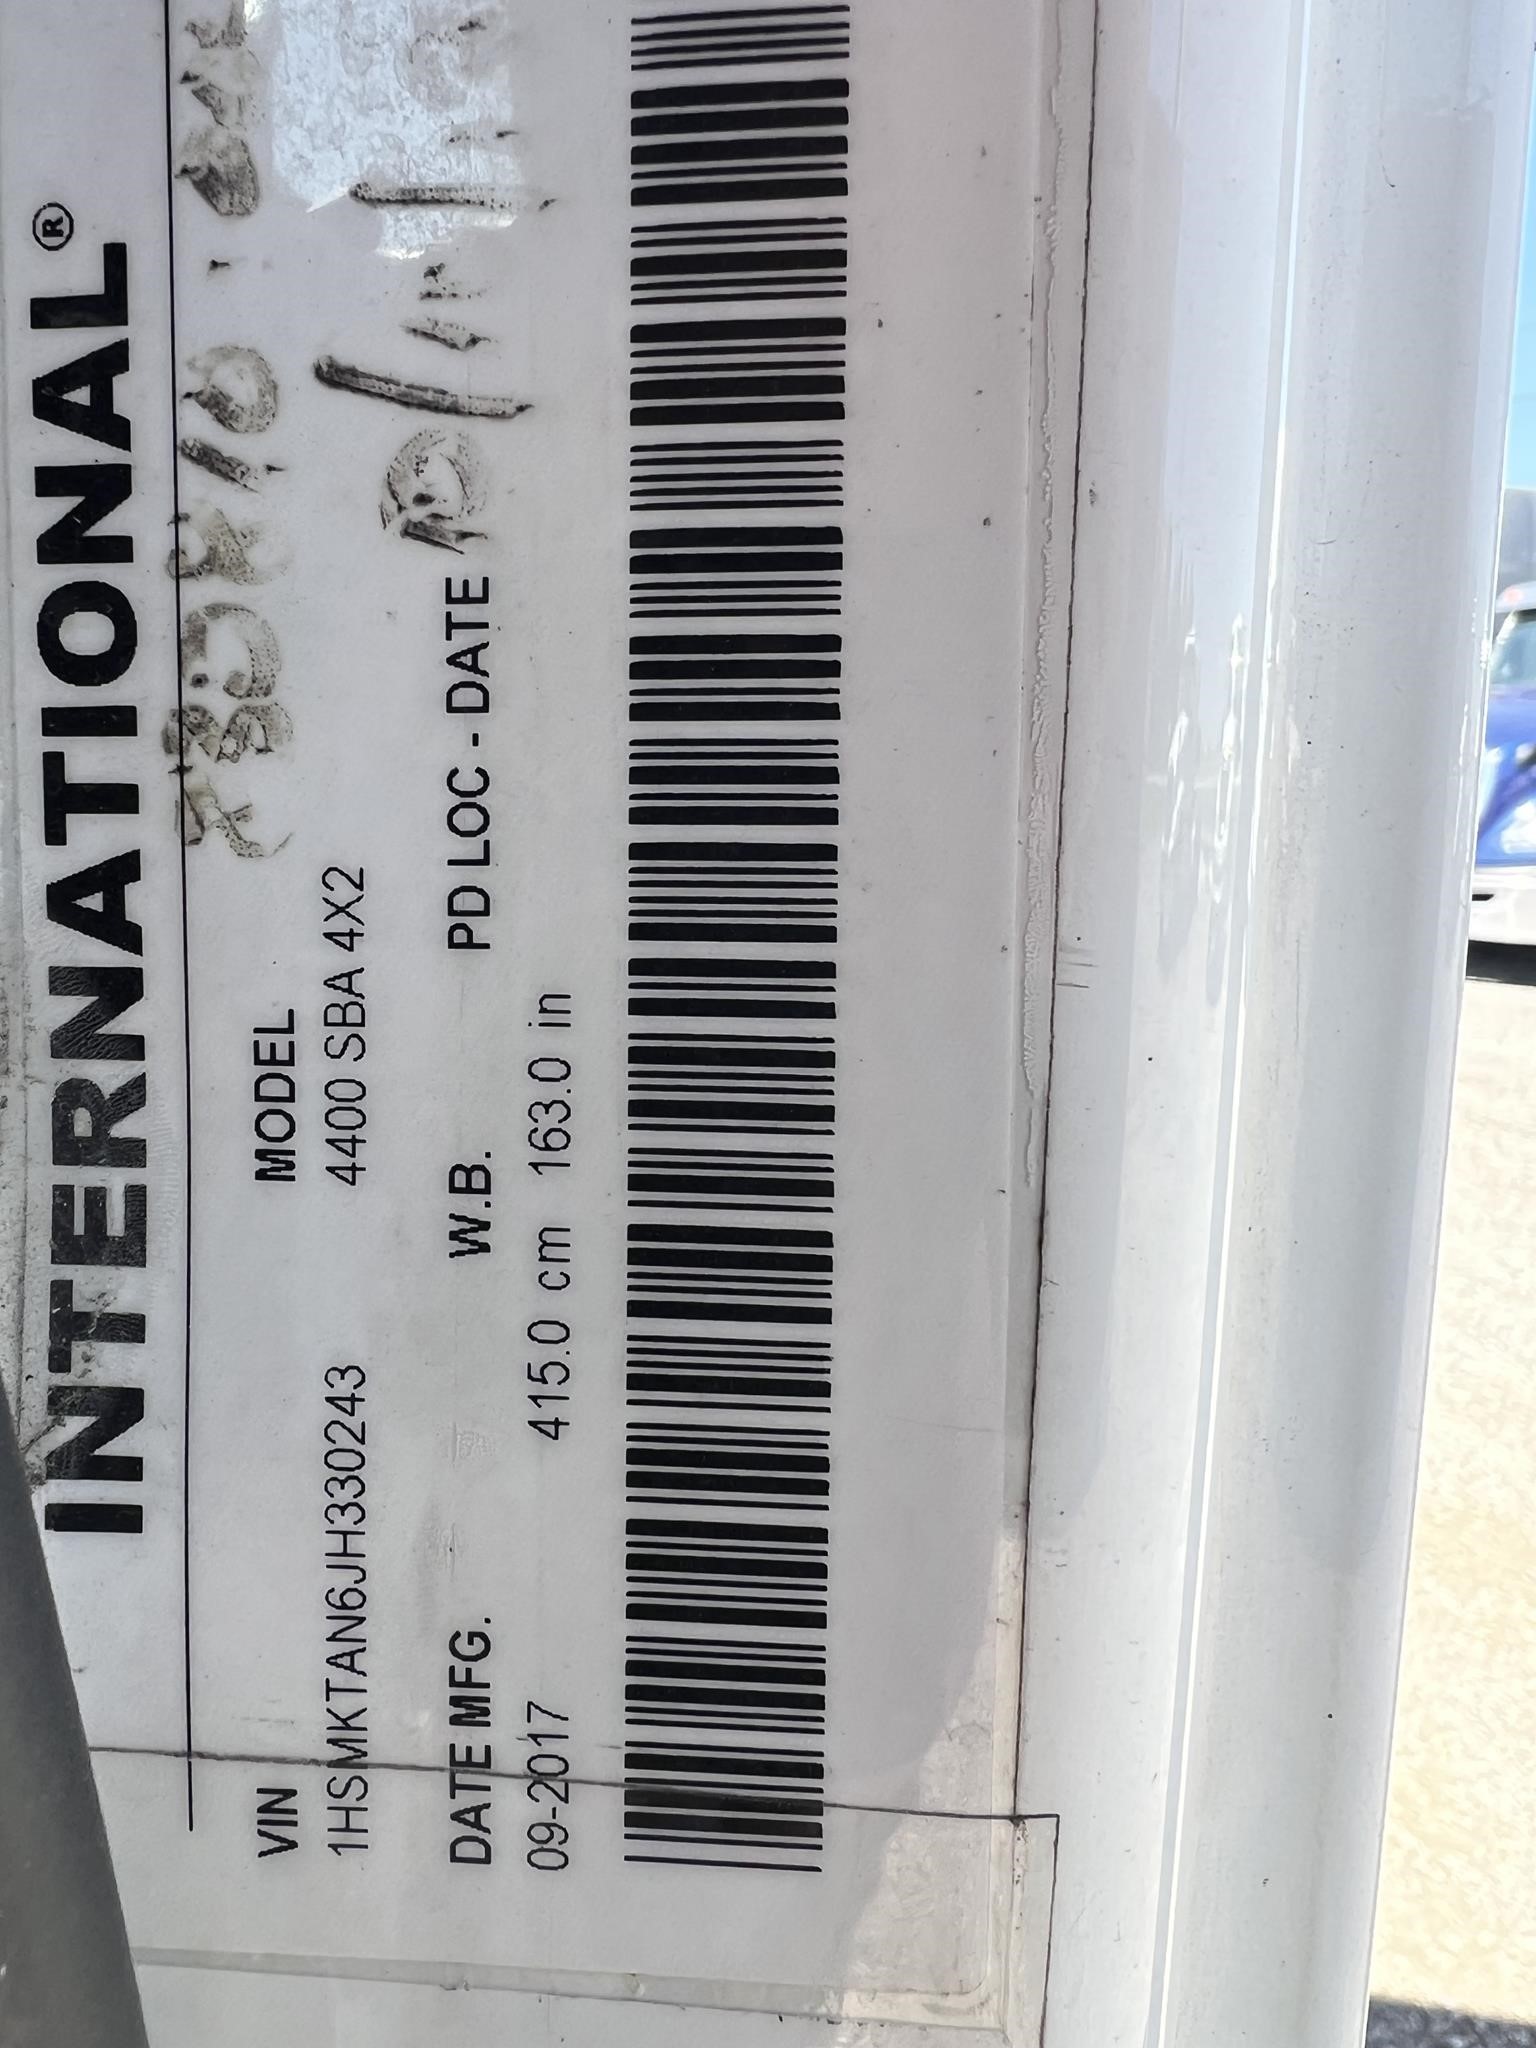 INTERNATIONAL®
VIN MODEL
1HSMKTAN6JH330243 4400 SBA 4X2
DATE MFG. W.B. PD LOC - DATE
09-2017 415.0 cm 163.0 in